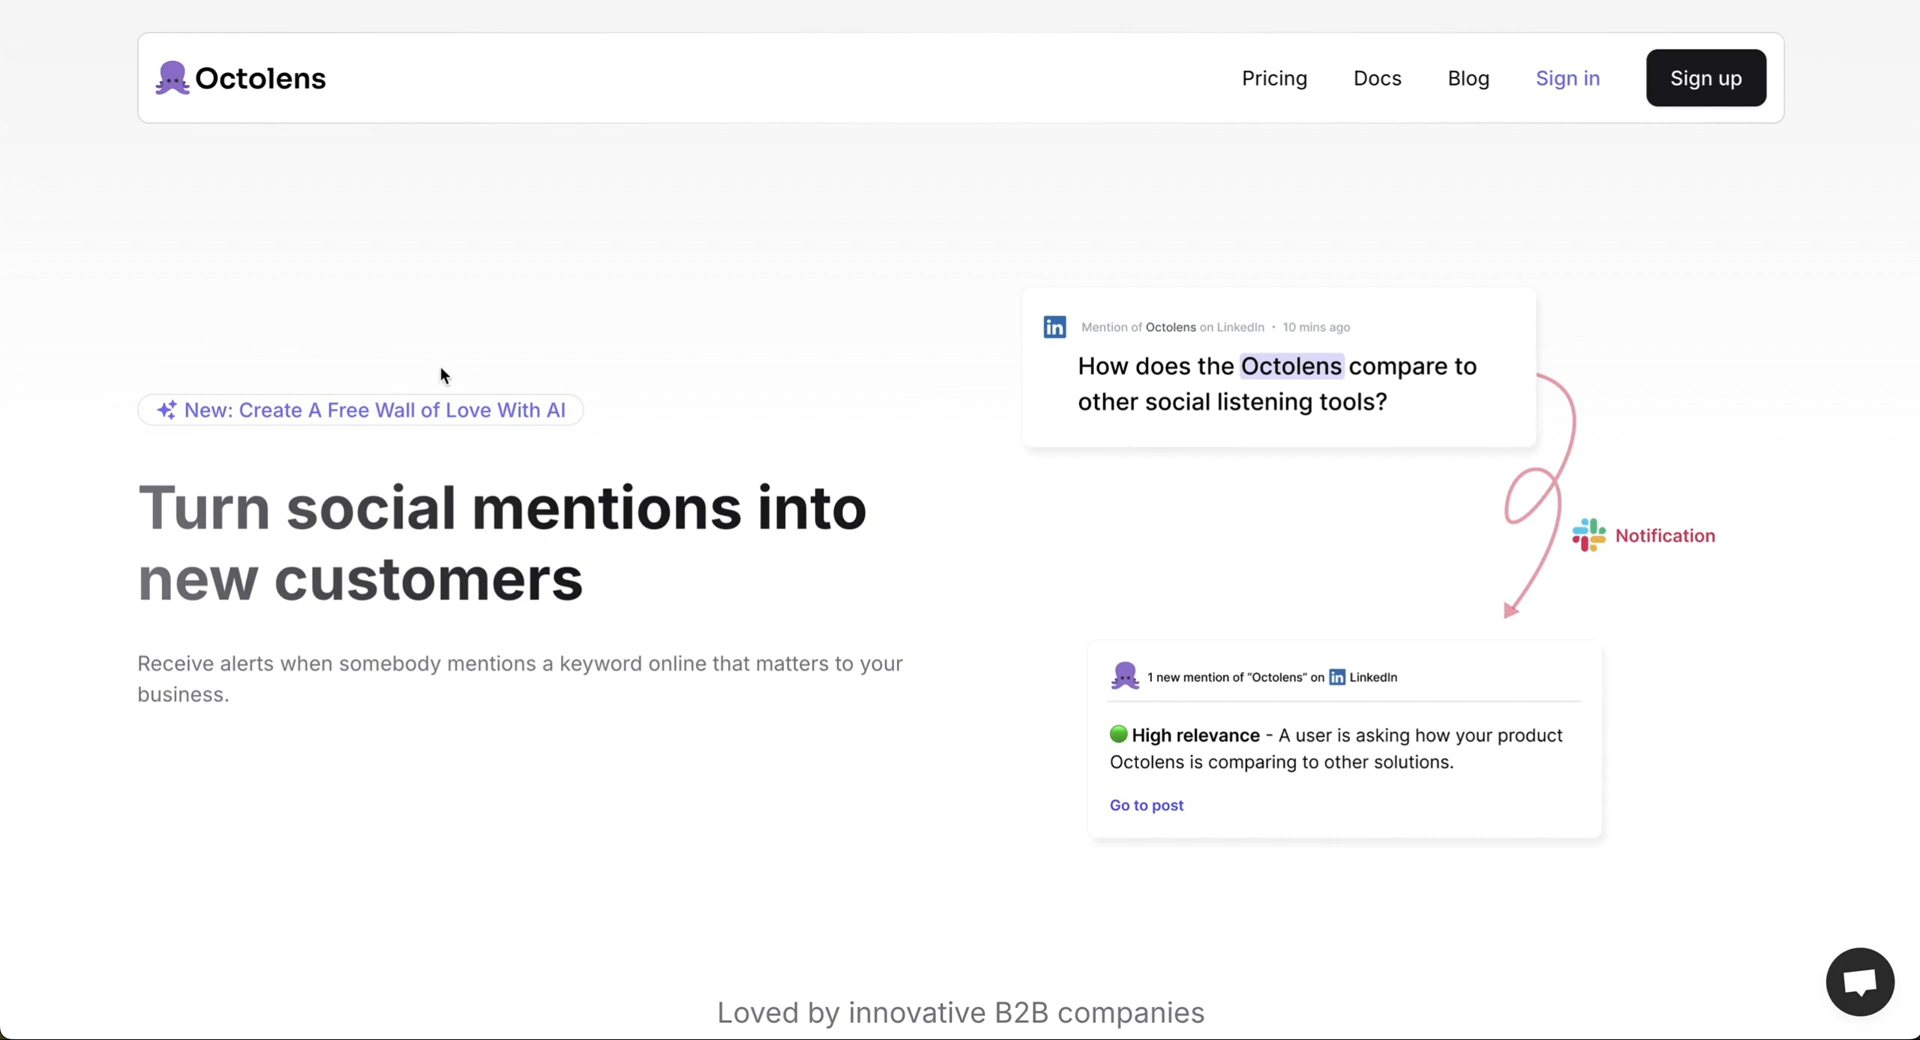 Octolens
Pricing
Docs
Blog
Sign in
Sign up
New: Create A Free Wall of Love With AI
Turn social mentions into
new customers
Receive alerts when somebody mentions a keyword online that matters to your
business.
in Mention of Octolens on LinkedIn · 10 mins ago
How does the Octolens compare to
other social listening tools?
Notification
1 new mention of “Octolens” on in LinkedIn
High relevance - A user is asking how your product
Octolens is comparing to other solutions.
Go to post
Loved by innovative B2B companies